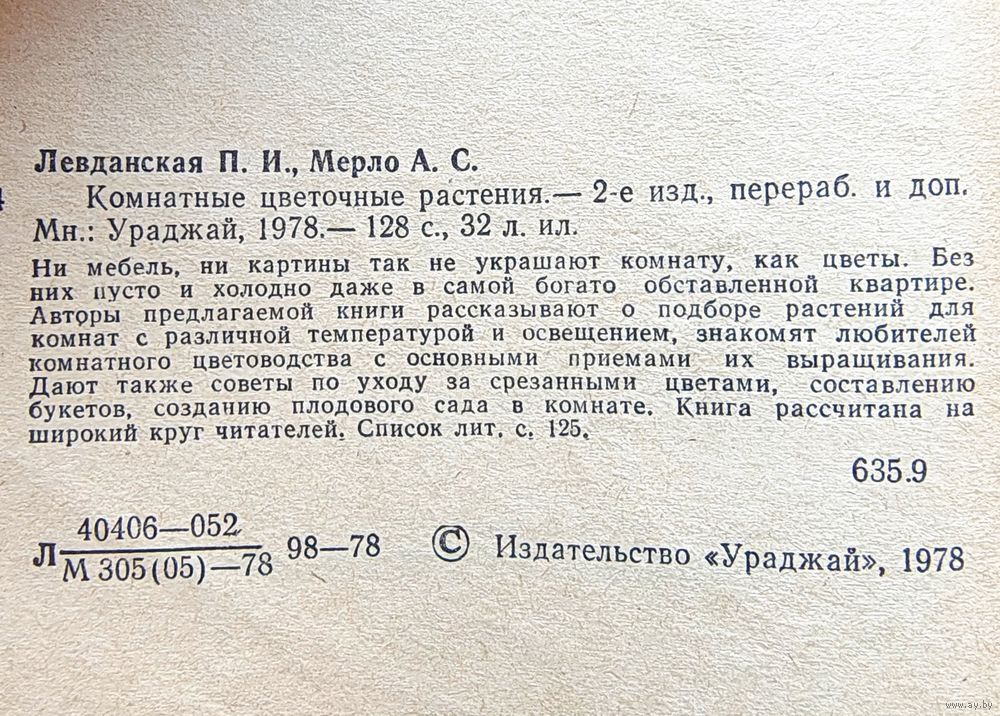 Левданская П. И., Мерло А. С.
4 Комнатные цветочные растения.— 2-е изд., перераб. и доп.
Мн.: Ураджай, 1978.— 128 с., 32 л. ил.
Ни мебель, ни картины так не украшают комнату, как цветы. Без
них пусто и холодно даже в самой богато обставленной квартире.
Авторы предлагаемой книги рассказывают о подборе растений для
комнат с различной температурой и освещением, знакомят любителей
комнатного цветоводства с основными приемами их выращивания.
Дают также советы по уходу за срезанными цветами, составлению
букетов, созданию плодового сада в комнате. Книга рассчитана на
широкий круг читателей. Список лит. с. 125.
635.9
Л 40406—052
М 305(05)—78 98—78 © Издательство «Ураджай», 1978
www.ay.by